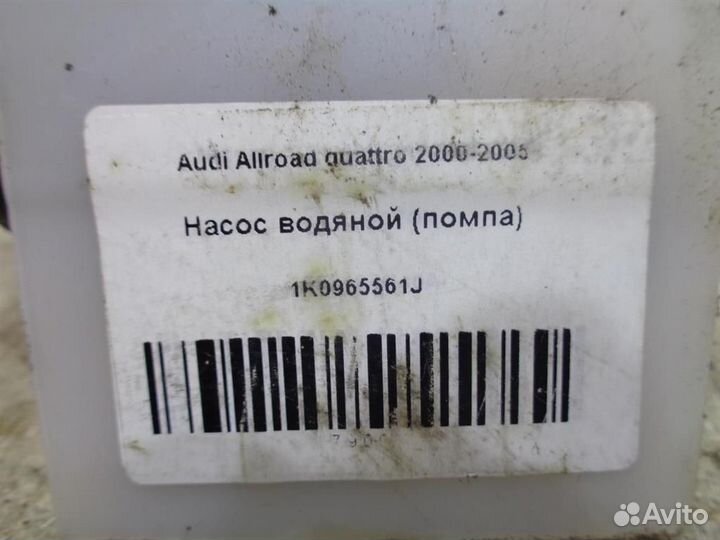 Audi Allroad quattro 2000-2005
Насос водяной (помпа)
1K0965561J
Avito